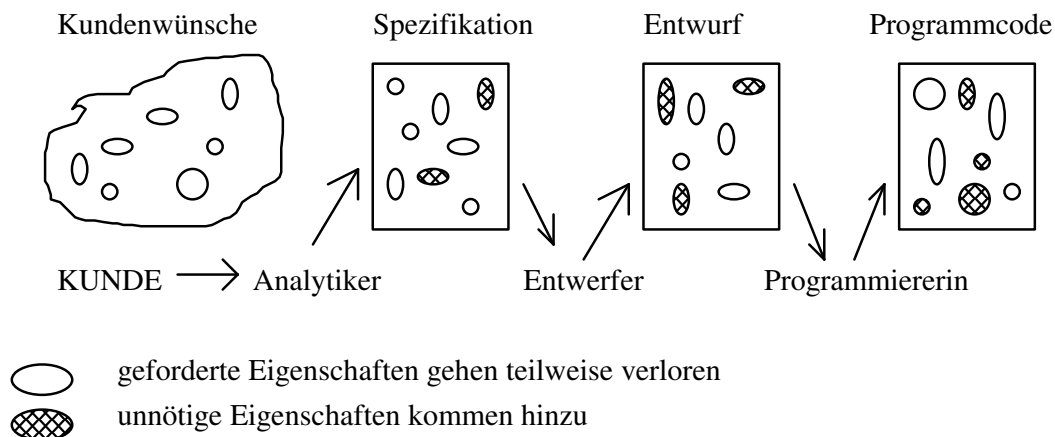 Kundenwünsche Spezifikation Entwurf Programmcode
KUNDE Analytiker Entwerfer Programmiererin
geforderte Eigenschaften gehen teilweise verloren
unnötige Eigenschaften kommen hinzu